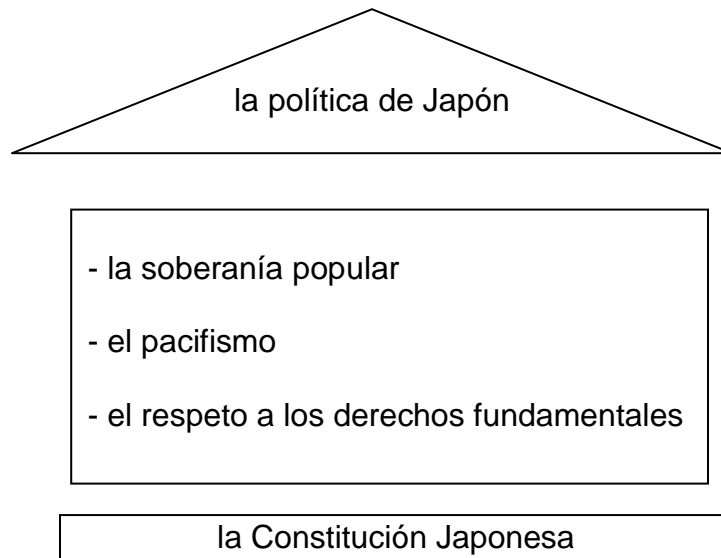 la política de Japón
- la soberanía popular
- el pacifismo
- el respeto a los derechos fundamentales
la Constitución Japonesa